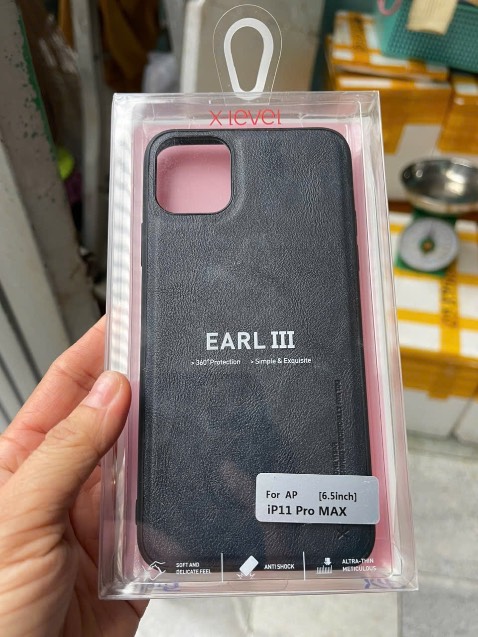 X-level
EARL III
> 360°Protection > Simple & Exquisite
For AP [6.5inch]
iP11 Pro MAX
SOFT AND
DELICATE FEEL
ANTI SHOCK
ALTRA-THIN
METICULOUS